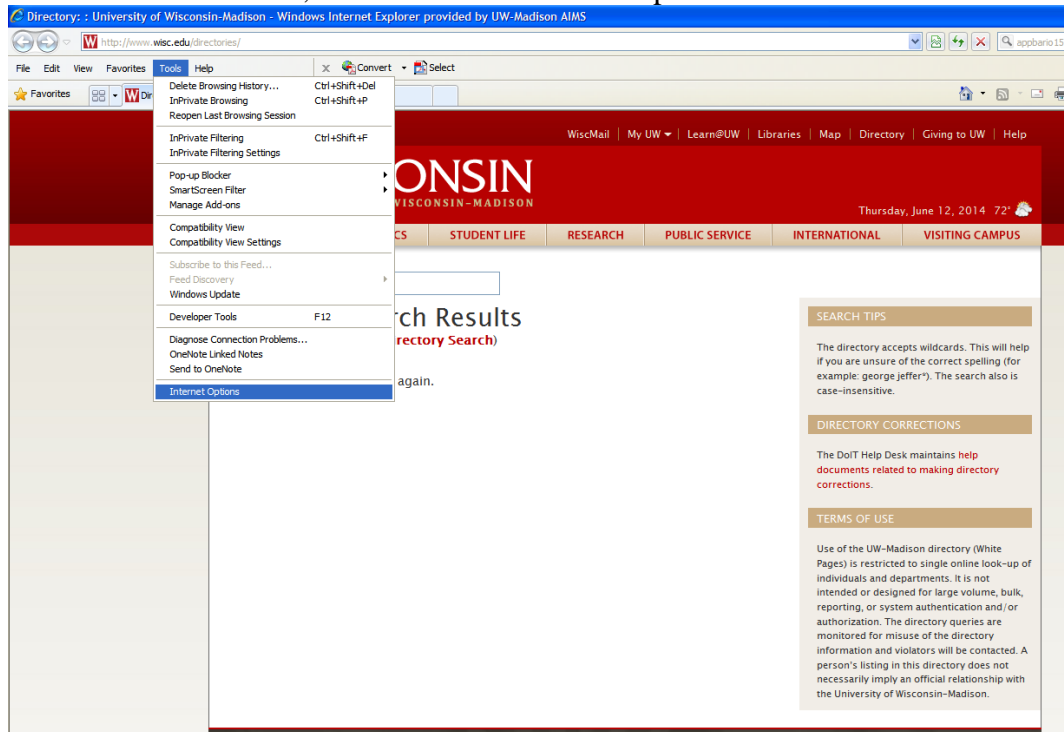 Directory: : University of Wisconsin-Madison - Windows Internet Explorer provided by UW-Madison AIMS
http://www.wisc.edu/directories/
appbario15
File Edit View Favorites Tools Help x Convert Select
Favorites Dir
Delete Browsing History... Ctrl+Shift+Del
InPrivate Browsing Ctrl+Shift+P
Reopen Last Browsing Session
InPrivate Filtering Ctrl+Shift+F
InPrivate Filtering Settings
Pop-up Blocker
SmartScreen Filter
Manage Add-ons
Compatibility View
Compatibility View Settings
Subscribe to this Feed...
Feed Discovery
Windows Update
Developer Tools F12
Diagnose Connection Problems...
OneNote Linked Notes
Send to OneNote
Internet Options
WiscMail | My UW | Learn@UW | Libraries | Map | Directory | Giving to UW | Help
ONSIN
WISCONSIN-MADISON
Thursday, June 12, 2014 72°
CS STUDENT LIFE RESEARCH PUBLIC SERVICE INTERNATIONAL VISITING CAMPUS
rch Results
rectory Search)
again.
SEARCH TIPS
The directory accepts wildcards. This will help
if you are unsure of the correct spelling (for
example: george jeffer*). The search also is
case-insensitive.
DIRECTORY CORRECTIONS
The DoIT Help Desk maintains help
documents related to making directory
corrections.
TERMS OF USE
Use of the UW-Madison directory (White
Pages) is restricted to single online look-up of
individuals and departments. It is not
intended or designed for large volume, bulk,
reporting, or system authentication and/or
authorization. The directory queries are
monitored for misuse of the directory
information and violators will be contacted. A
person's listing in this directory does not
necessarily imply an official relationship with
the University of Wisconsin-Madison.